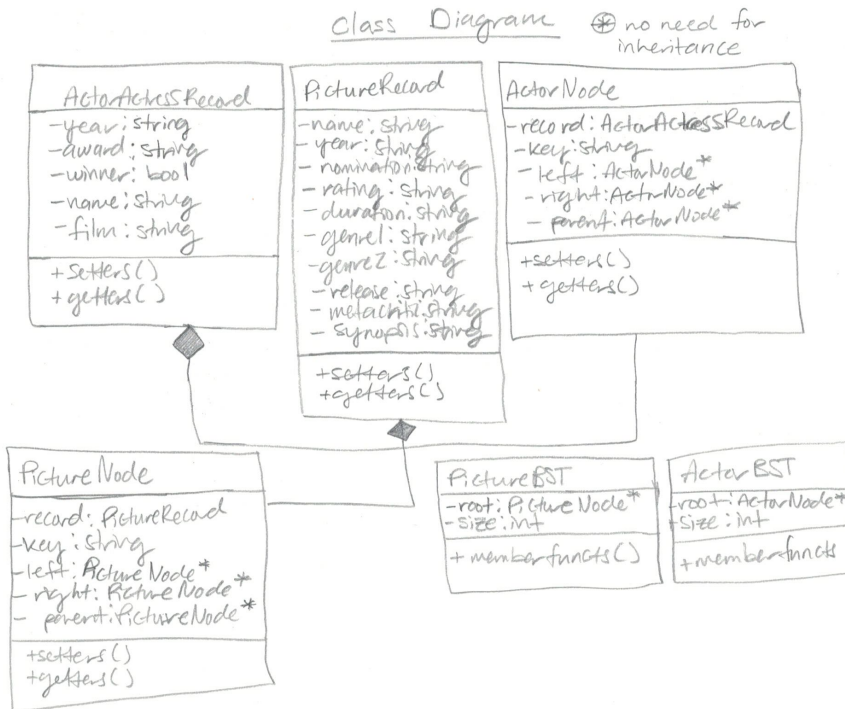 Class Diagram
* no need for
inheritance
ActorActressRecord
-year: string
-award: string
-winner: bool
-name: string
-film: string
+setters()
+getters()
PictureRecord
-name: string
-year: string
-nomination: string
-rating: string
-duration: string
-genre1: string
-genre2: string
-release: string
-metacritic: string
-synopsis: string
+setters()
+getters()
ActorNode
-record: ActorActressRecord
-key: string
-left: ActorNode*
-right: ActorNode*
-parent: ActorNode*
+setters()
+getters()
PictureNode
-record: PictureRecord
-key: string
-left: PictureNode*
-right: PictureNode*
-parent: PictureNode*
+setters()
+getters()
PictureBST
-root: PictureNode*
-size: int
+memberfuncts()
ActorBST
-root: ActorNode*
-size: int
+memberfuncts